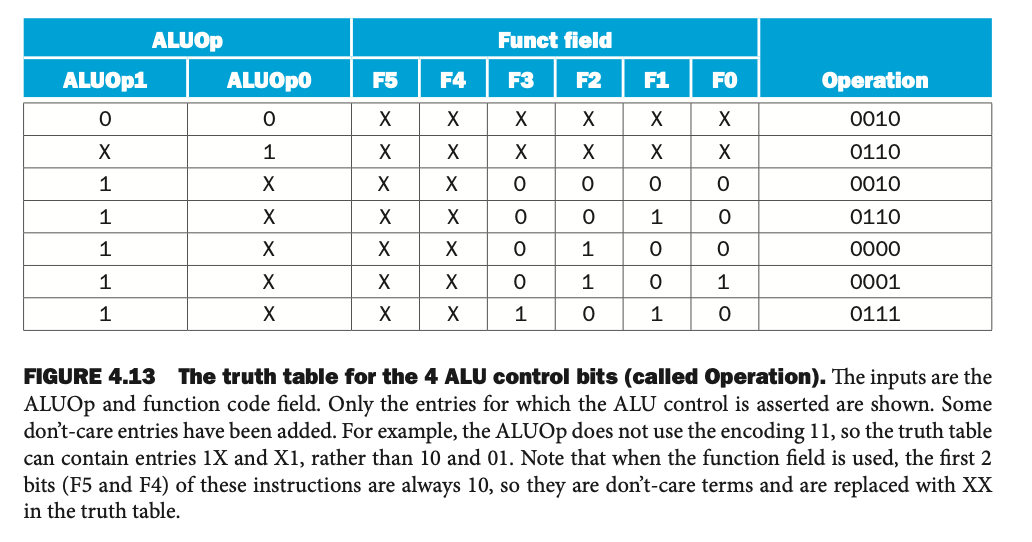 ALUOp Funct field
ALUOp1 ALUOp0 F5 F4 F3 F2 F1 F0 Operation
0 0 X X X X X X 0010
X 1 X X X X X X 0110
1 X X X 0 0 0 0 0010
1 X X X 0 0 1 0 0110
1 X X X 0 1 0 0 0000
1 X X X 0 1 0 1 0001
1 X X X 1 0 1 0 0111
FIGURE 4.13 The truth table for the 4 ALU control bits (called Operation). The inputs are the
ALUOp and function code field. Only the entries for which the ALU control is asserted are shown. Some
don’t-care entries have been added. For example, the ALUOp does not use the encoding 11, so the truth table
can contain entries 1X and X1, rather than 10 and 01. Note that when the function field is used, the first 2
bits (F5 and F4) of these instructions are always 10, so they are don’t-care terms and are replaced with XX
in the truth table.